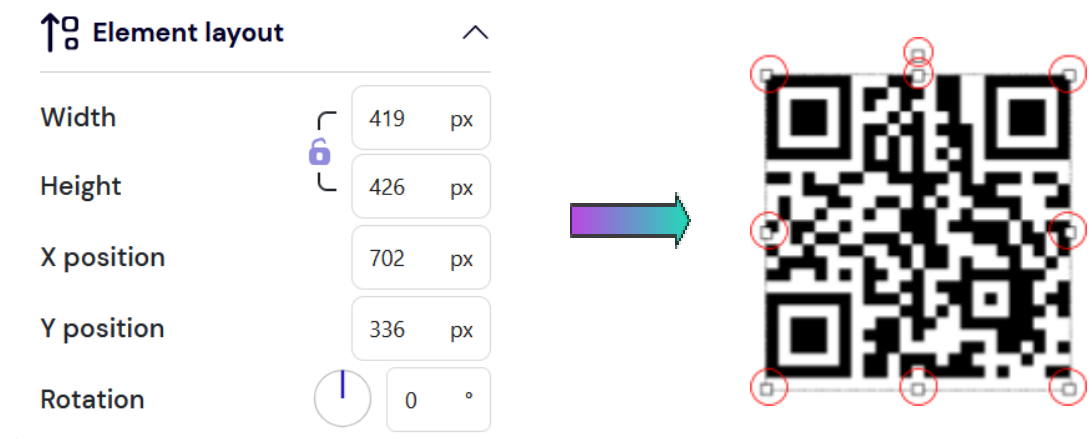 Element layout
Width 419 px
Height 426 px
X position 702 px
Y position 336 px
Rotation 0 °